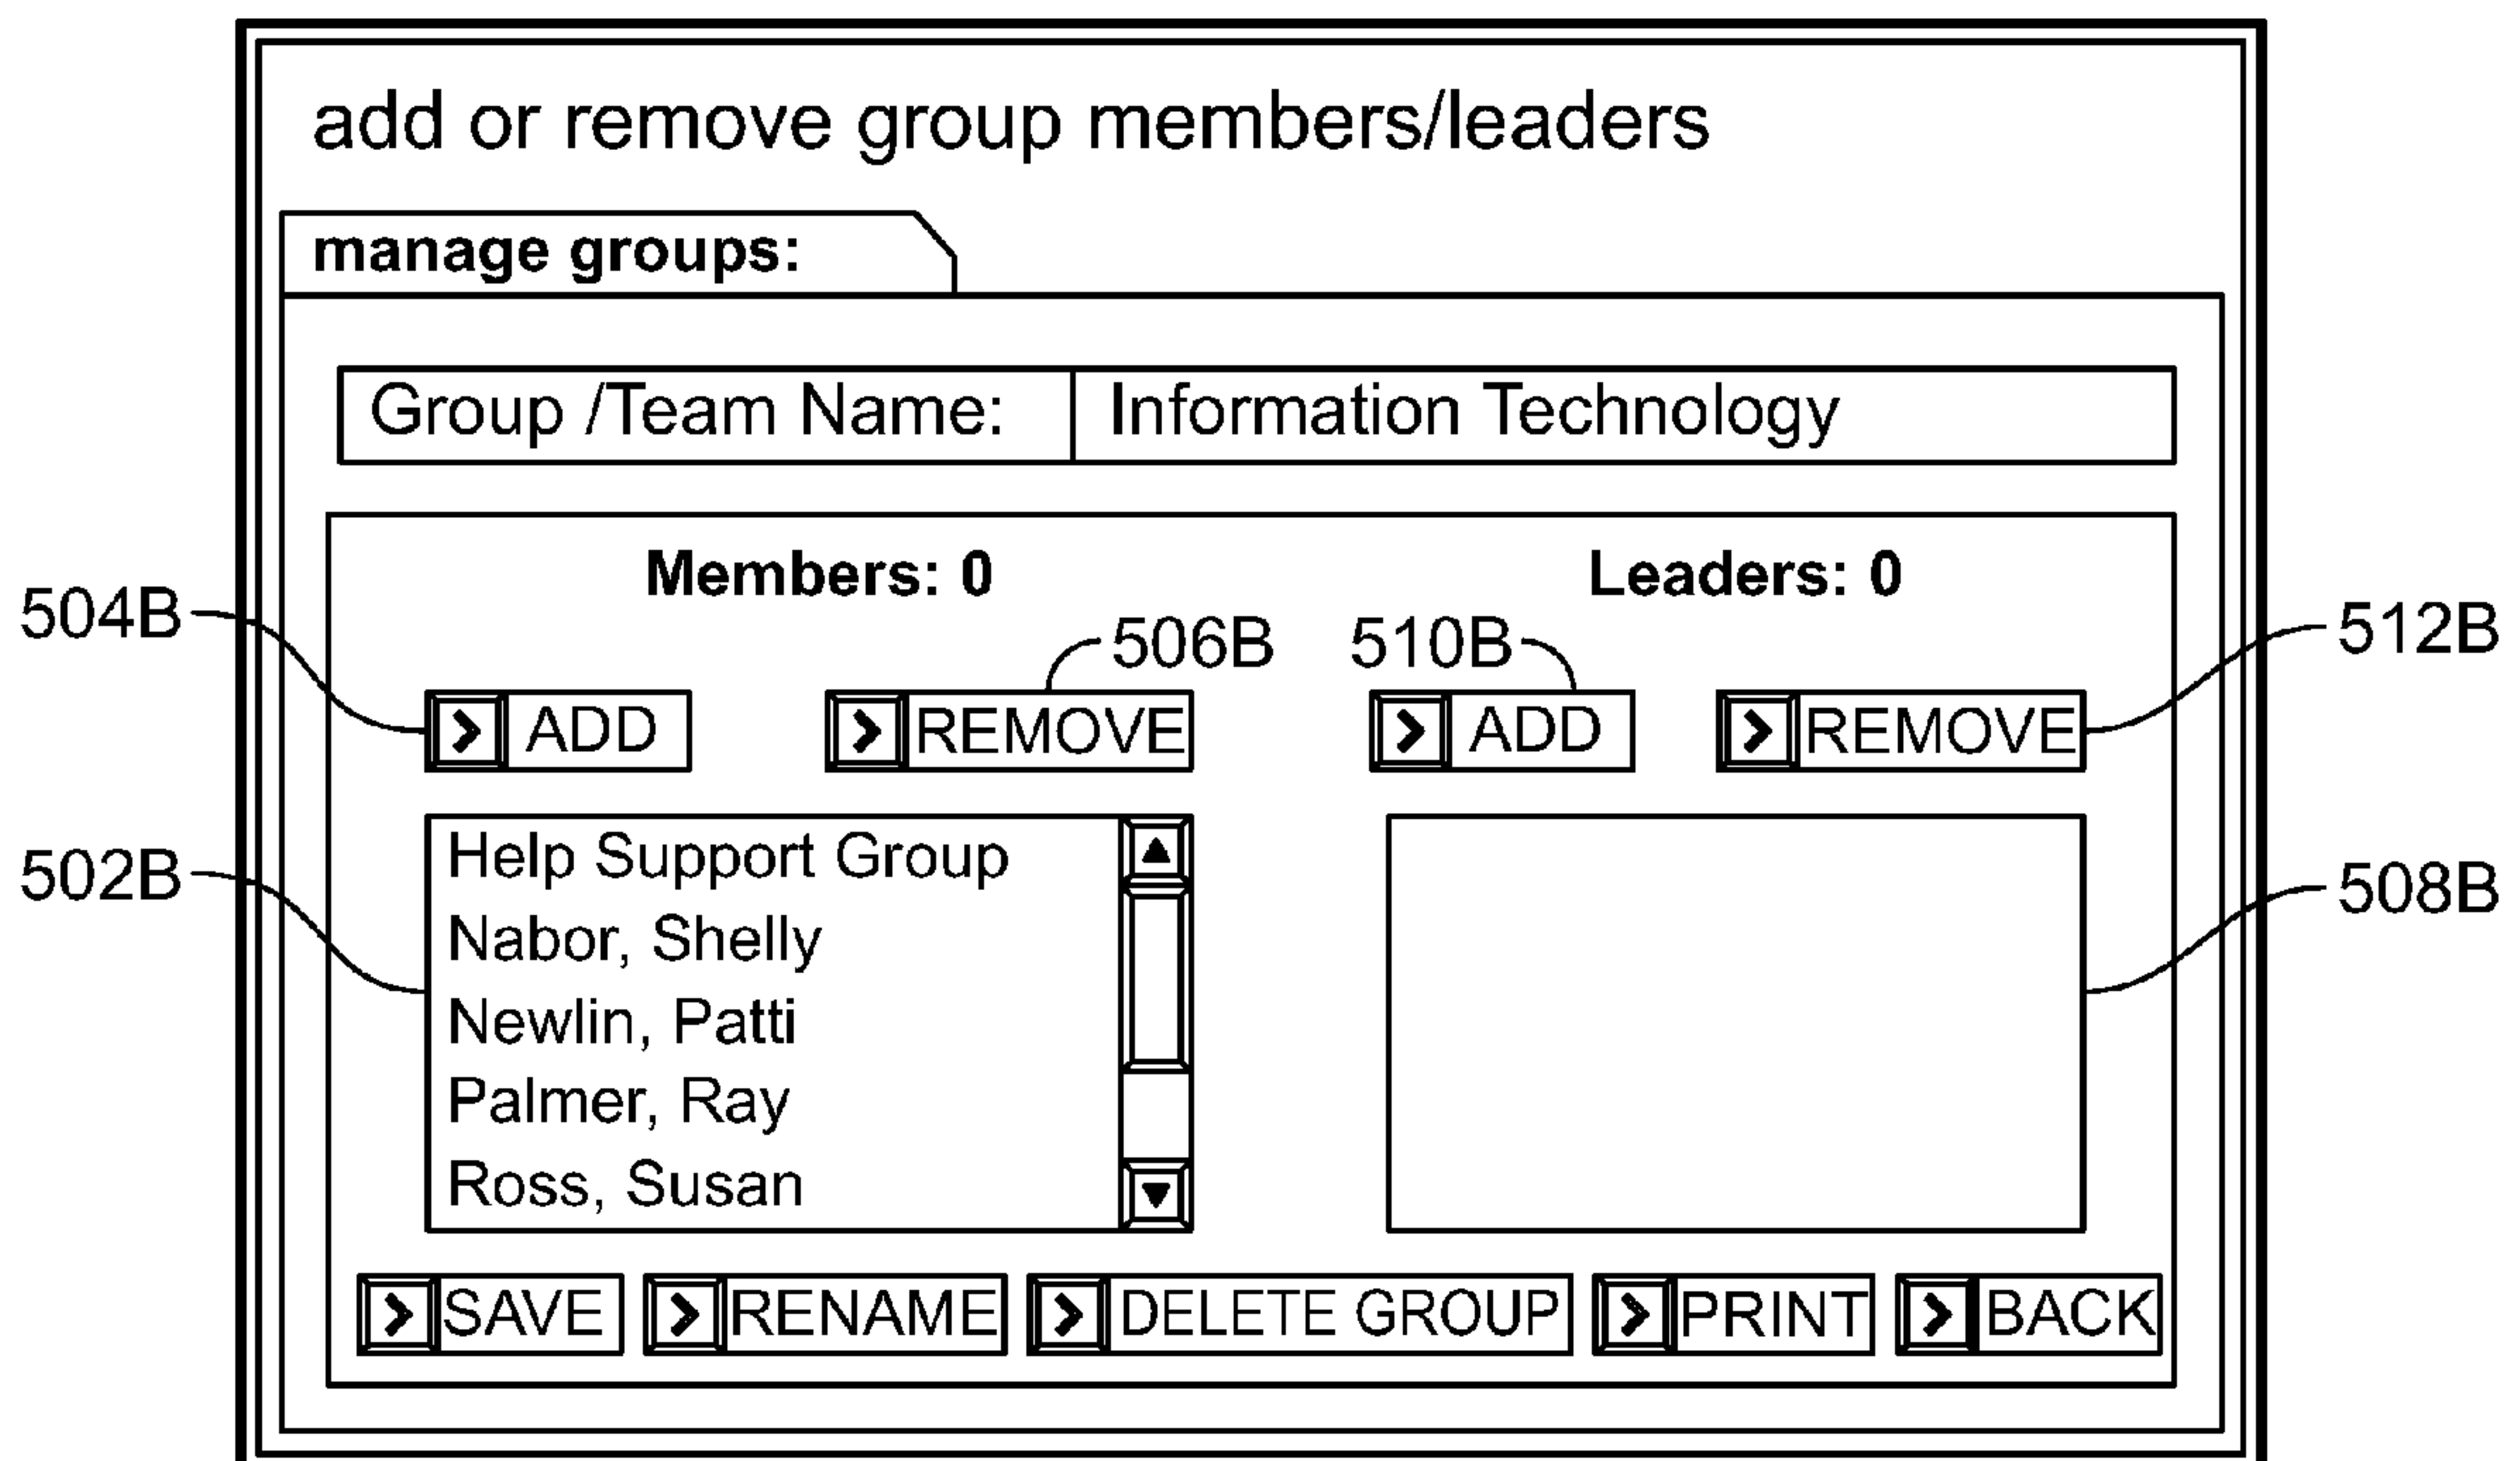 add or remove group members/leaders
manage groups:
Group /Team Name: Information Technology
Members: 0 Leaders: 0
504B 506B 510B 512B
ADD REMOVE ADD REMOVE
502B 508B
Help Support Group
Nabor, Shelly
Newlin, Patti
Palmer, Ray
Ross, Susan
SAVE RENAME DELETE GROUP PRINT BACK